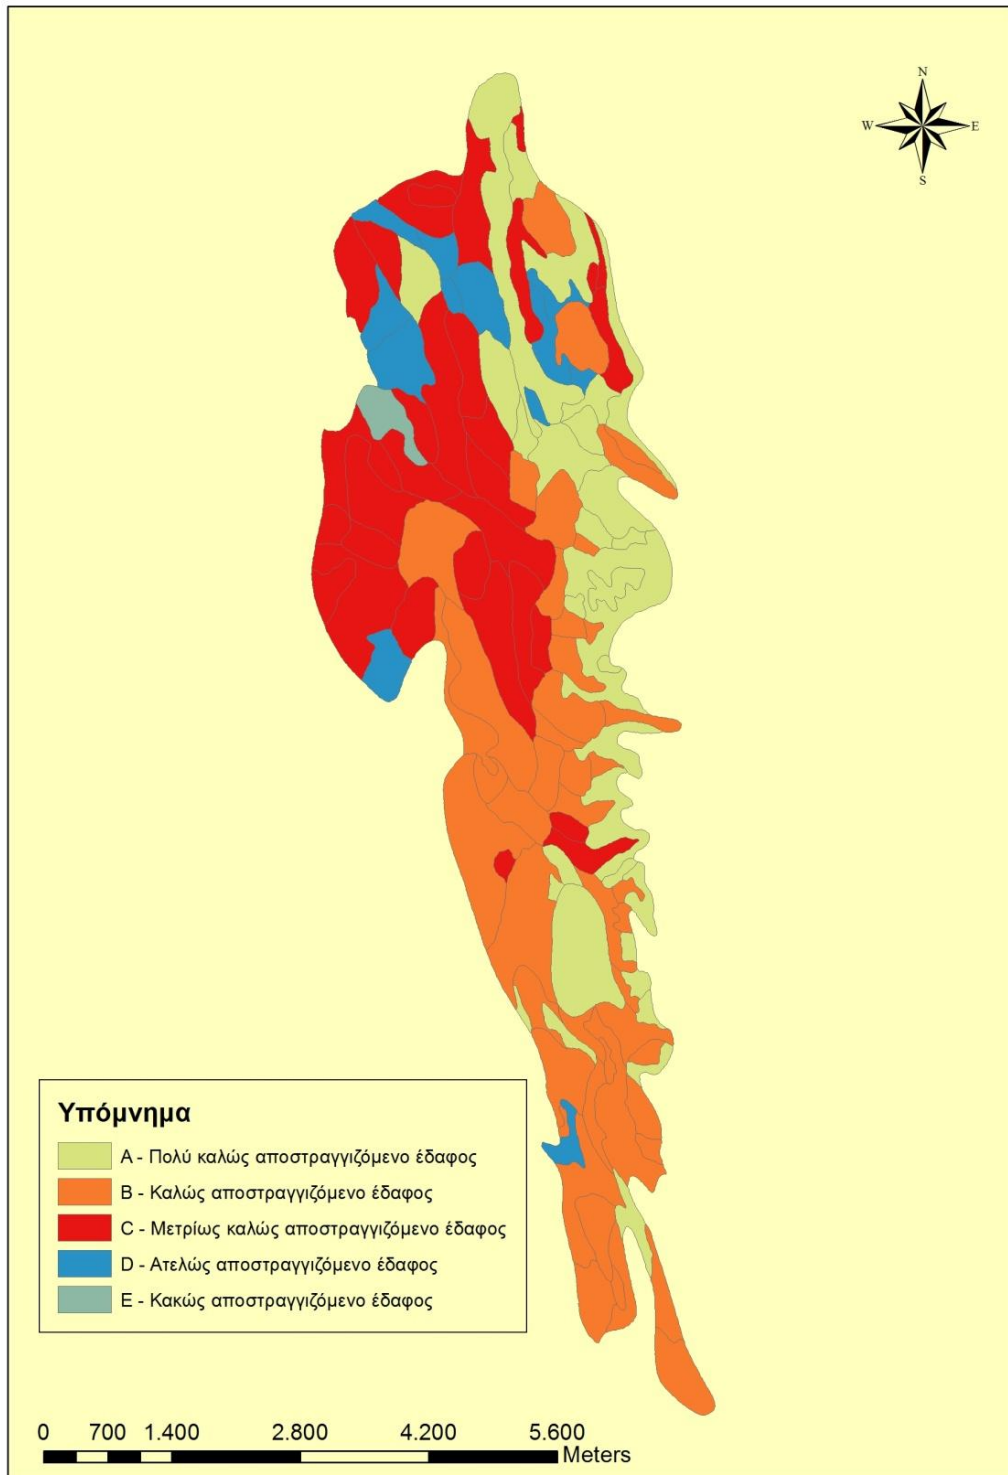 N
W E
S
Υπόμνημα
A - Πολύ καλώς αποστραγγιζόμενο έδαφος
B - Καλώς αποστραγγιζόμενο έδαφος
C - Μετρίως καλώς αποστραγγιζόμενο έδαφος
D - Ατελώς αποστραγγιζόμενο έδαφος
E - Κακώς αποστραγγιζόμενο έδαφος
0 700 1.400 2.800 4.200 5.600
Meters